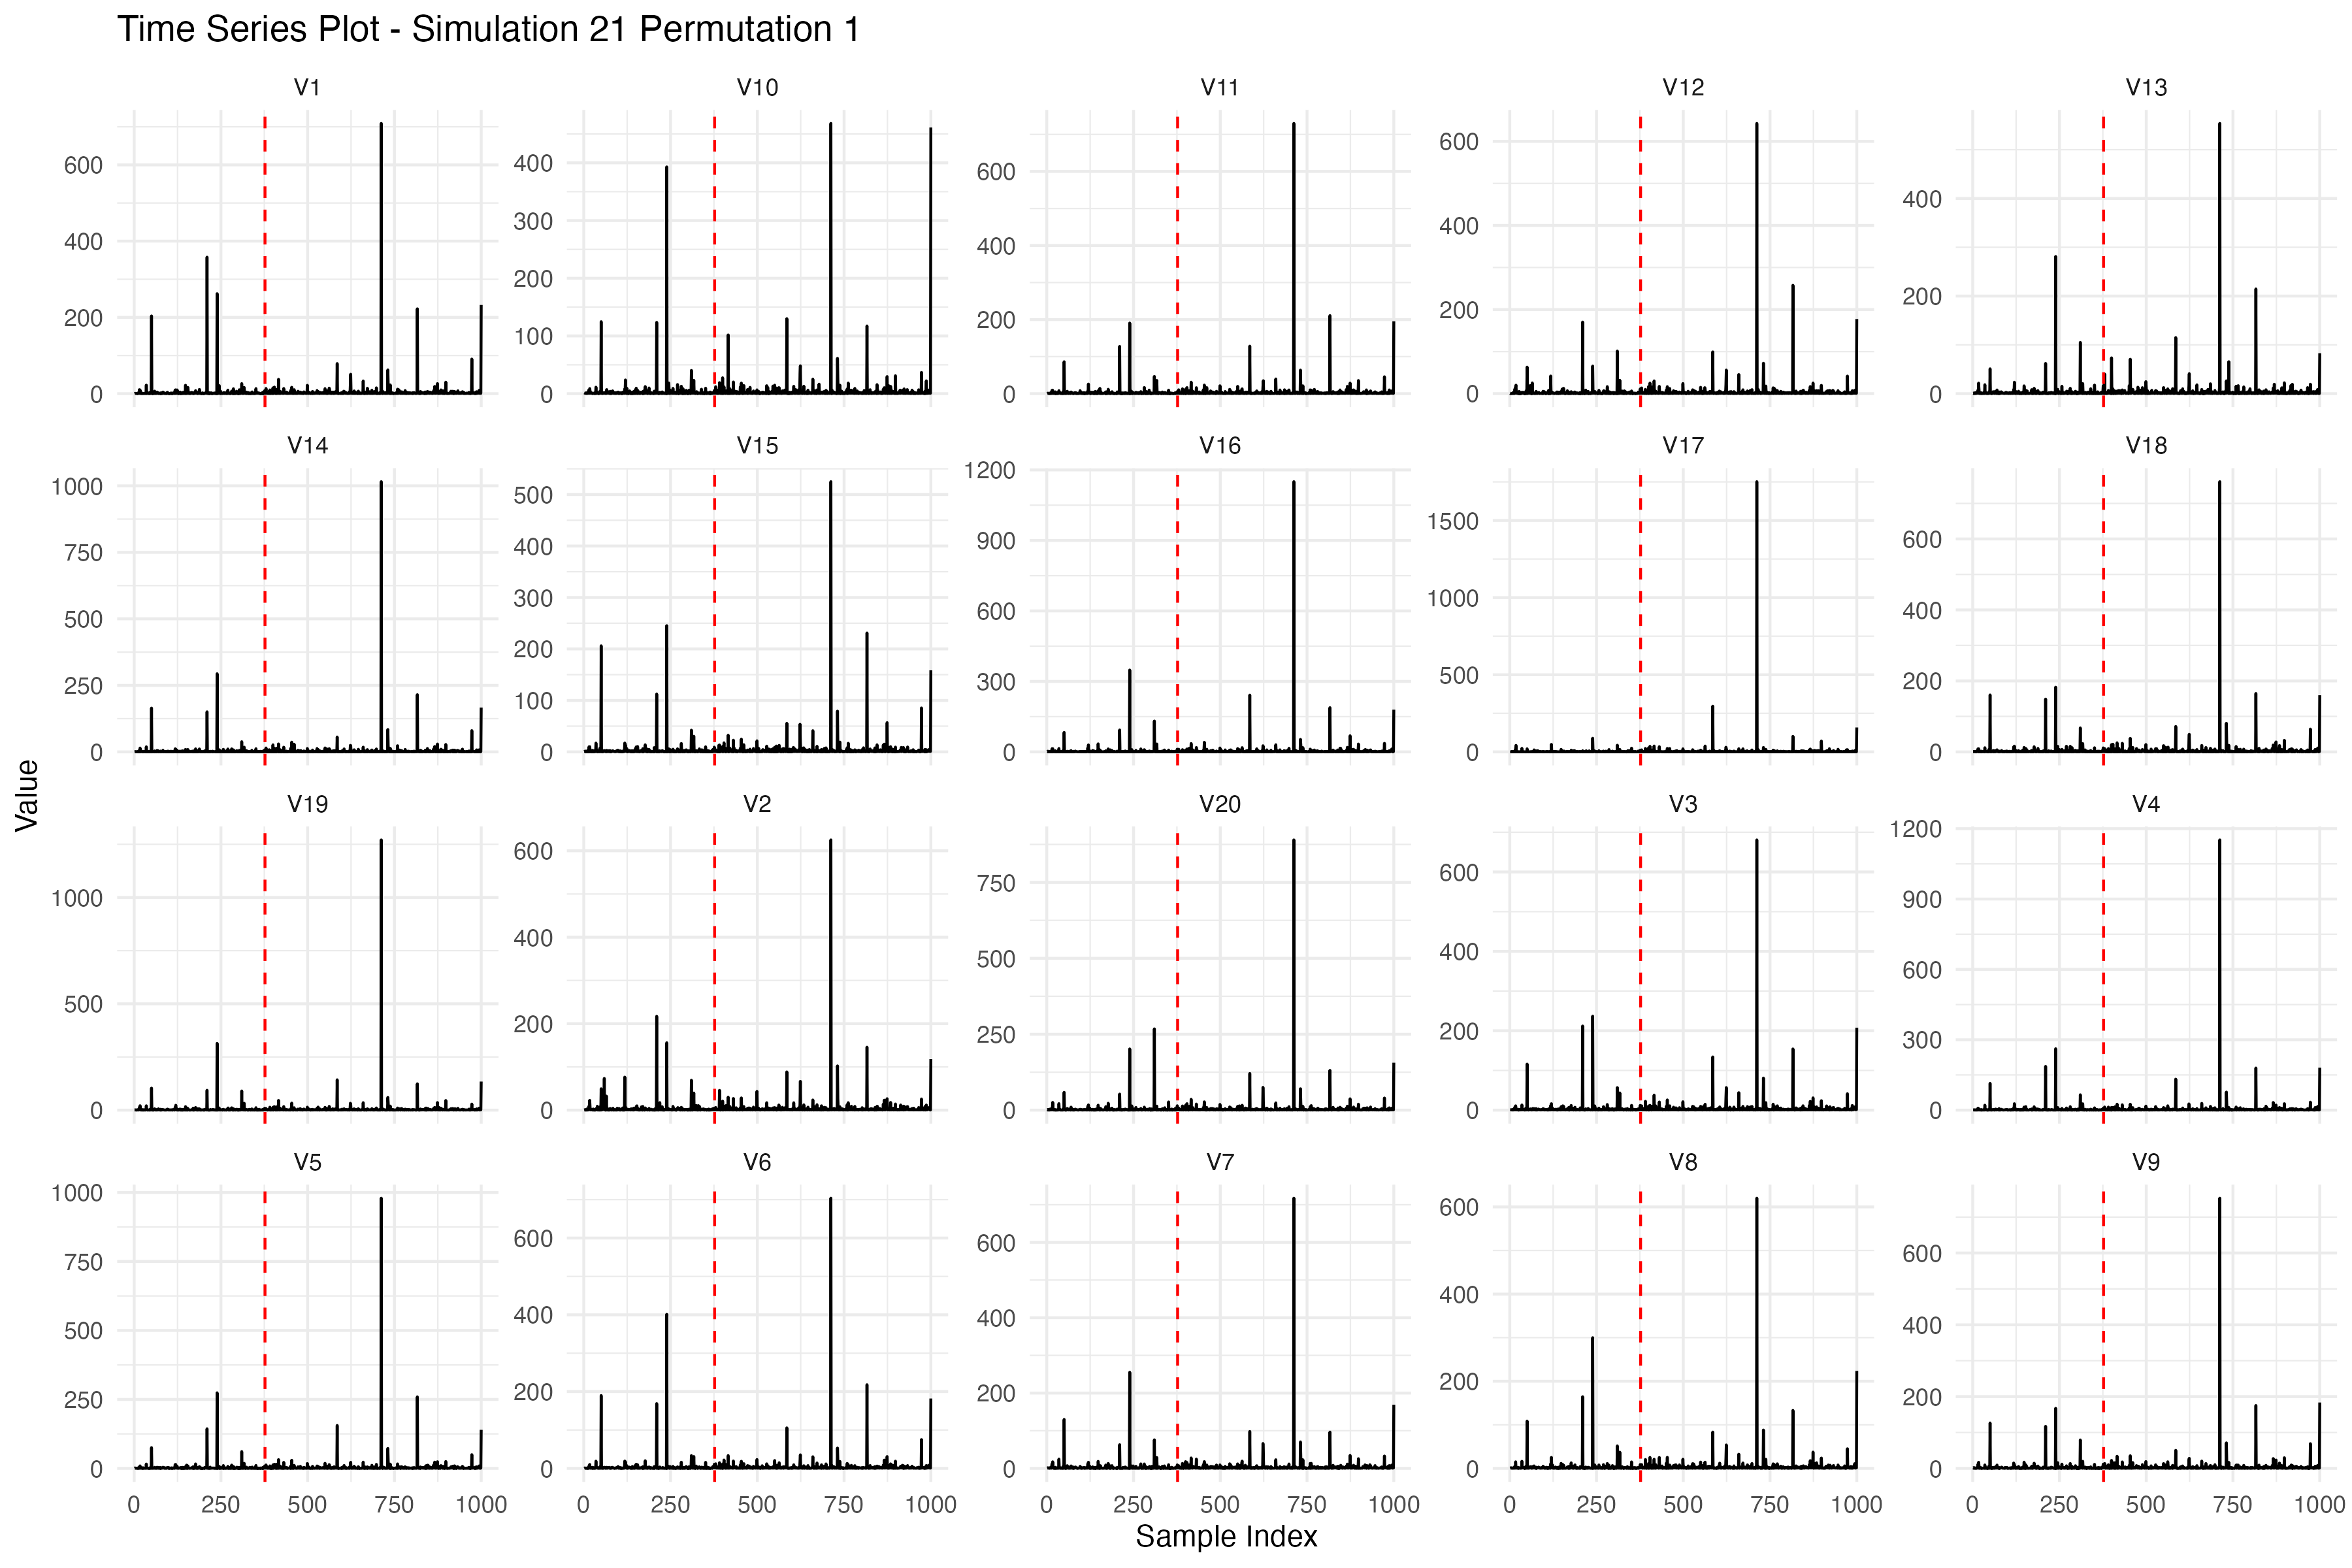 Time Series Plot - Simulation 21 Permutation 1
V1 V10 V11 V12 V13
600 400 200 0
400 300 200 100 0
600 400 200 0
600 400 200 0
400 200 0
V14 V15 V16 V17 V18
1000 750 500 250 0
500 400 300 200 100 0
1200 900 600 300 0
1500 1000 500 0
600 400 200 0
Value
V19 V2 V20 V3 V4
1000 500 0
600 400 200 0
750 500 250 0
600 400 200 0
1200 900 600 300 0
V5 V6 V7 V8 V9
1000 750 500 250 0
600 400 200 0
600 400 200 0
600 400 200 0
600 400 200 0
0 250 500 750 1000 0 250 500 750 1000 0 250 500 750 1000 0 250 500 750 1000 0 250 500 750 1000
Sample Index